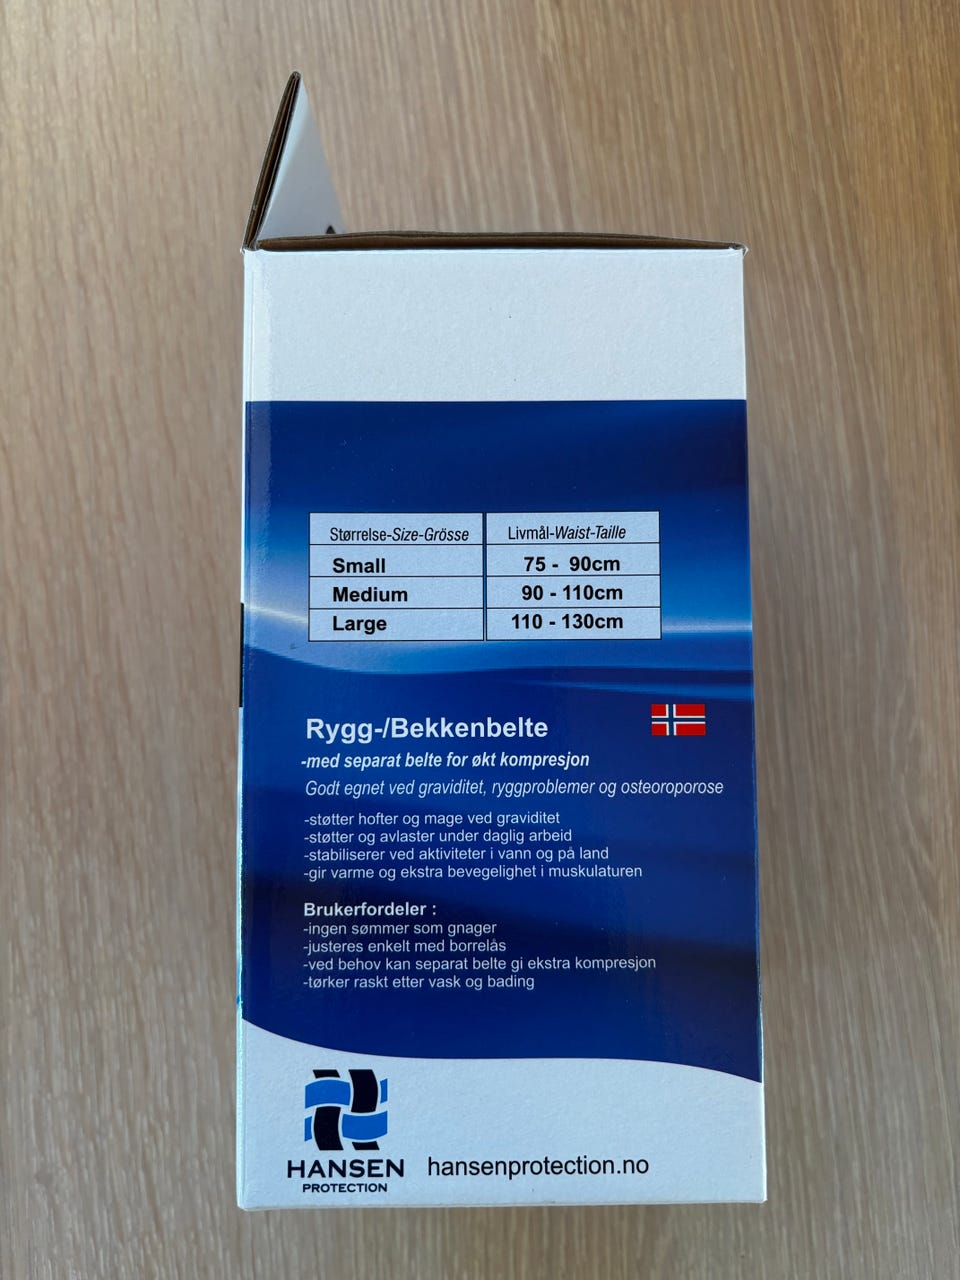 Størrelse-Size-Grösse Livmål-Waist-Taille
Small 75 - 90cm
Medium 90 - 110cm
Large 110 - 130cm
Rygg-/Bekkenbelte
-med separat belte for økt kompresjon
Godt egnet ved graviditet, ryggproblemer og osteoroporose
-støtter hofter og mage ved graviditet
-støtter og avlaster under daglig arbeid
-stabiliserer ved aktiviteter i vann og på land
-gir varme og ekstra bevegelighet i muskulaturen
Brukerfordeler :
-ingen sømmer som gnager
-justeres enkelt med borrelås
-ved behov kan separat belte gi ekstra kompresjon
-tørker raskt etter vask og bading
HANSEN
PROTECTION
hansenprotection.no